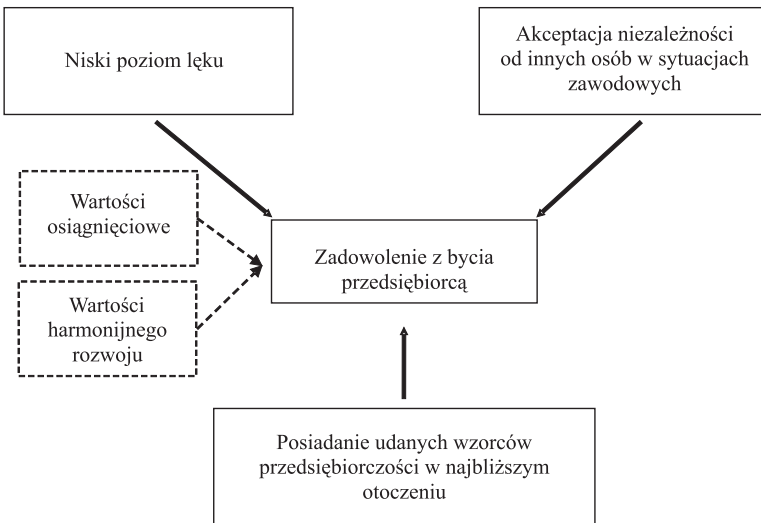 Niski poziom lęku
Akceptacja niezależności
od innych osób w sytuacjach
zawodowych
Wartości
osiągnięciowe
Zadowolenie z bycia
przedsiębiorcą
Wartości
harmonijnego
rozwoju
Posiadanie udanych wzorców
przedsiębiorczości w najbliższym
otoczeniu